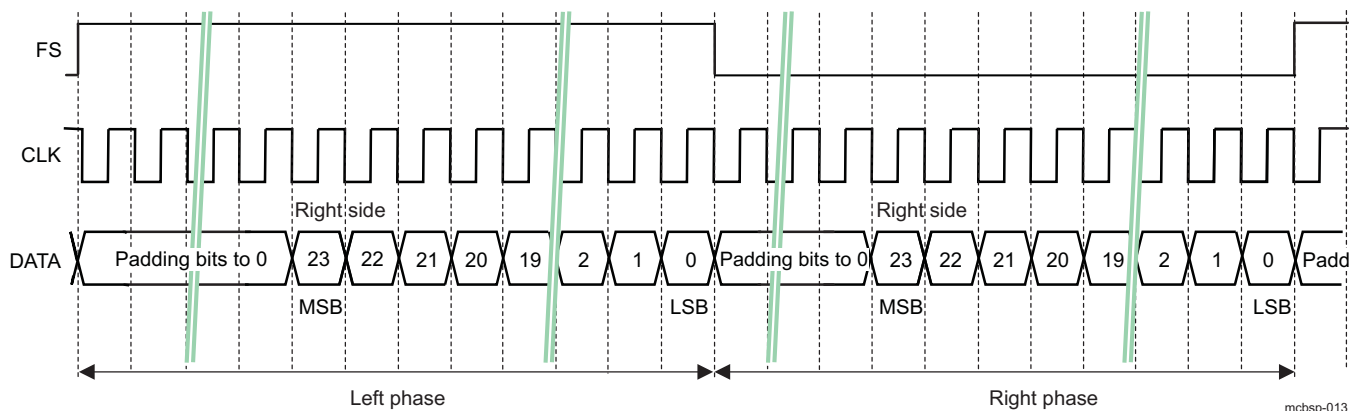 FS
CLK
Right side Right side
DATA Padding bits to 0 23 22 21 20 19 2 1 0 Padding bits to 0 23 22 21 20 19 2 1 0 Padd
MSB LSB MSB LSB
Left phase Right phase
mcbsp-013